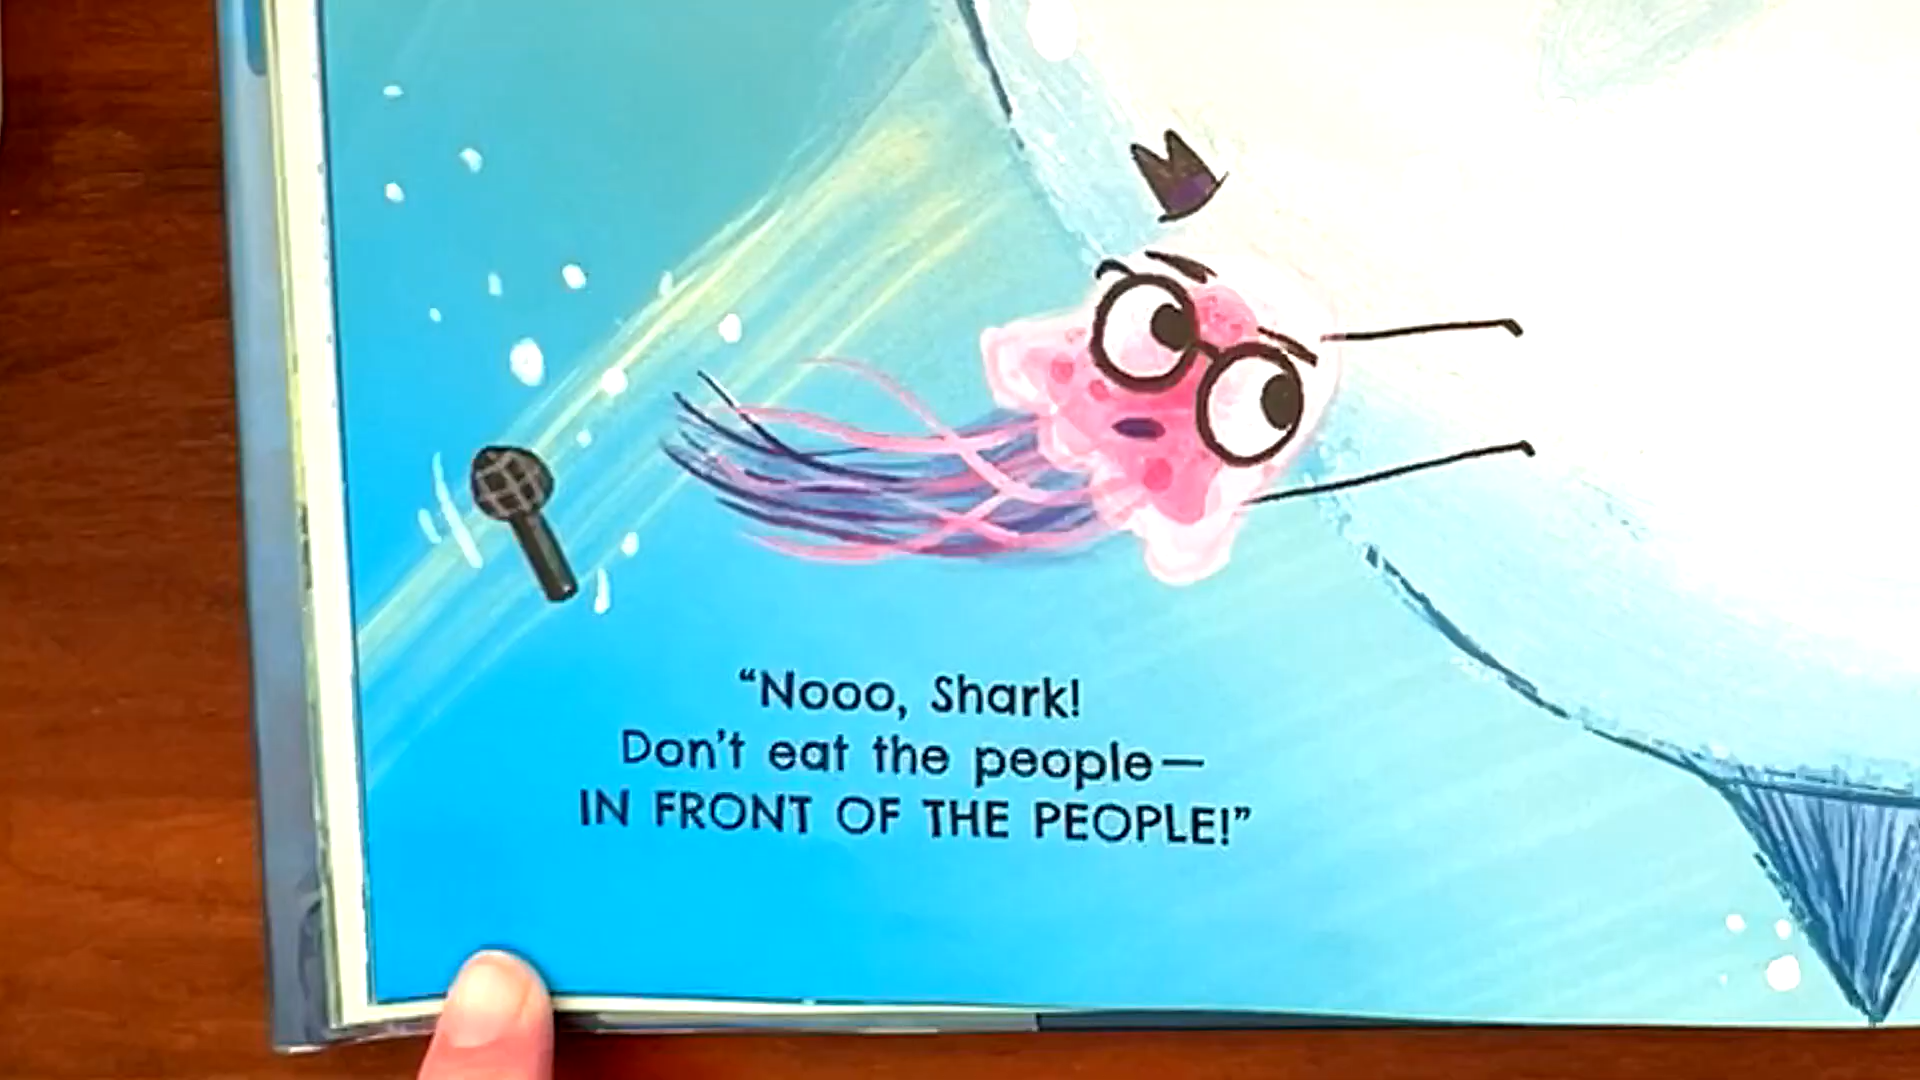 “Nooo, Shark!
Don’t eat the people—
IN FRONT OF THE PEOPLE!”